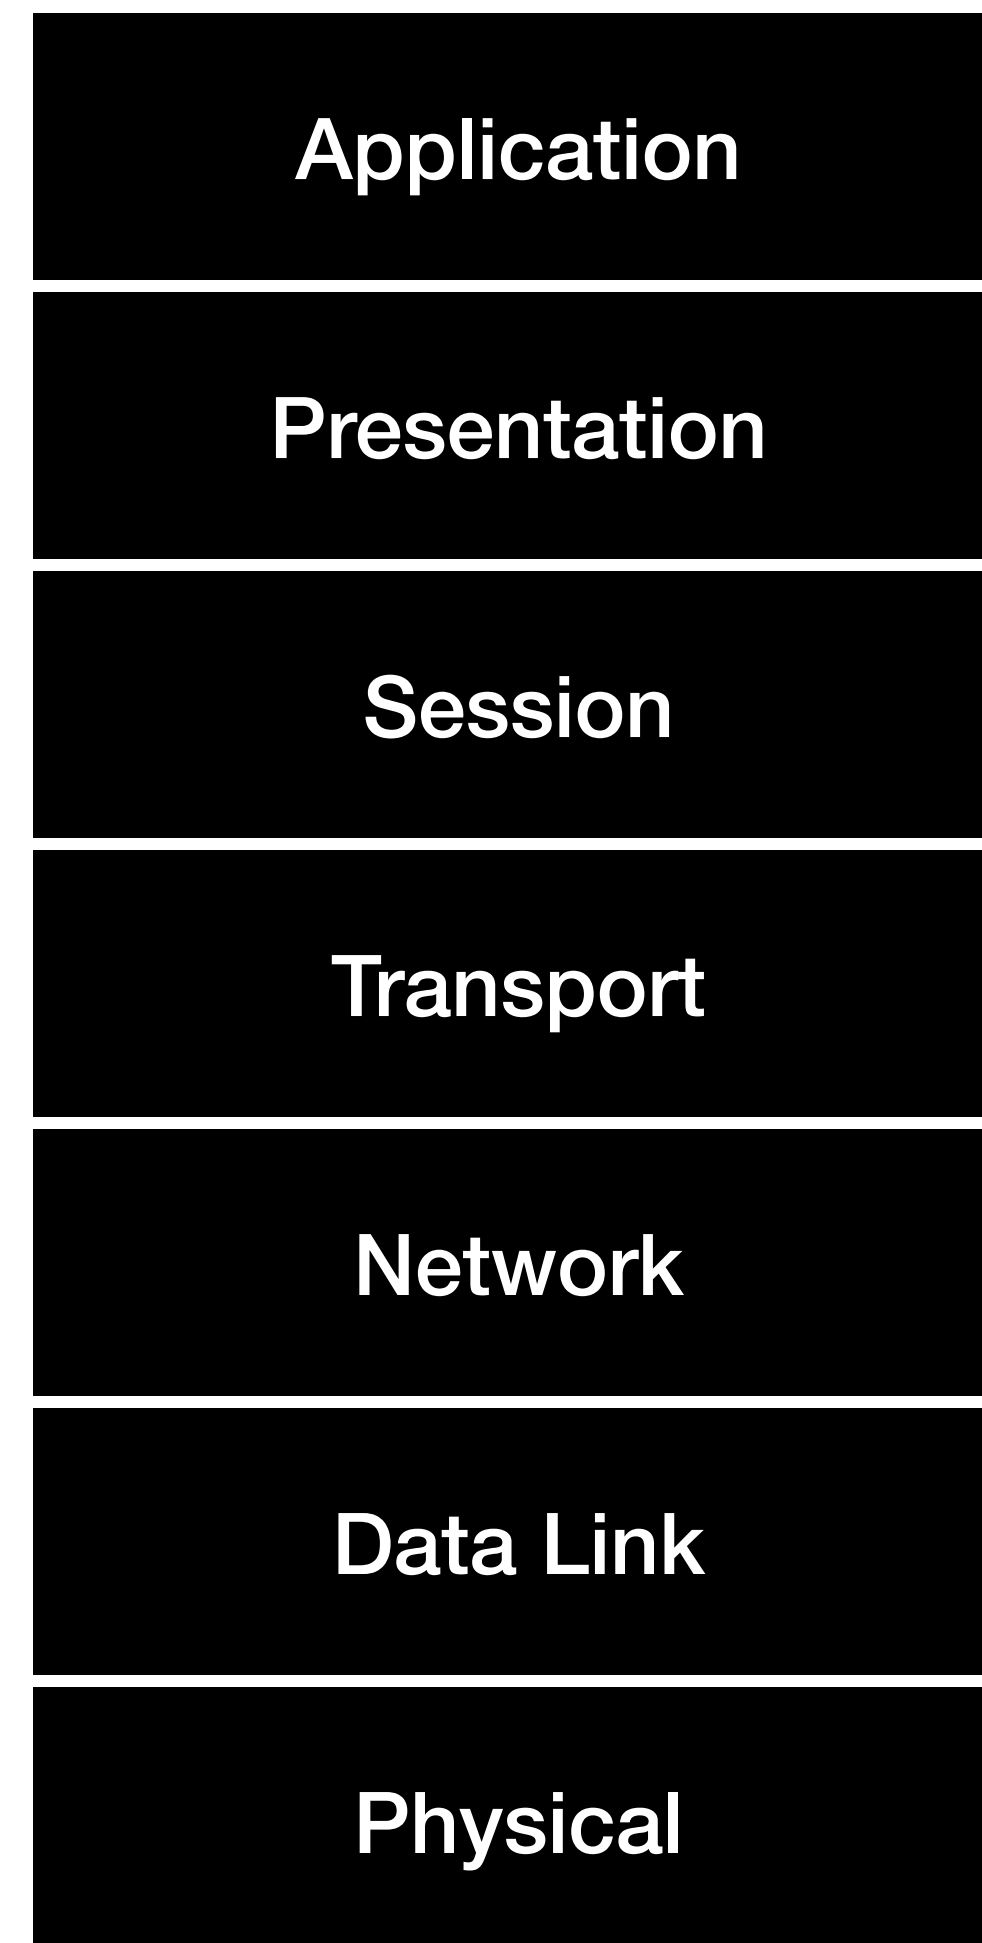 Application
Presentation
Session
Transport
Network
Data Link
Physical